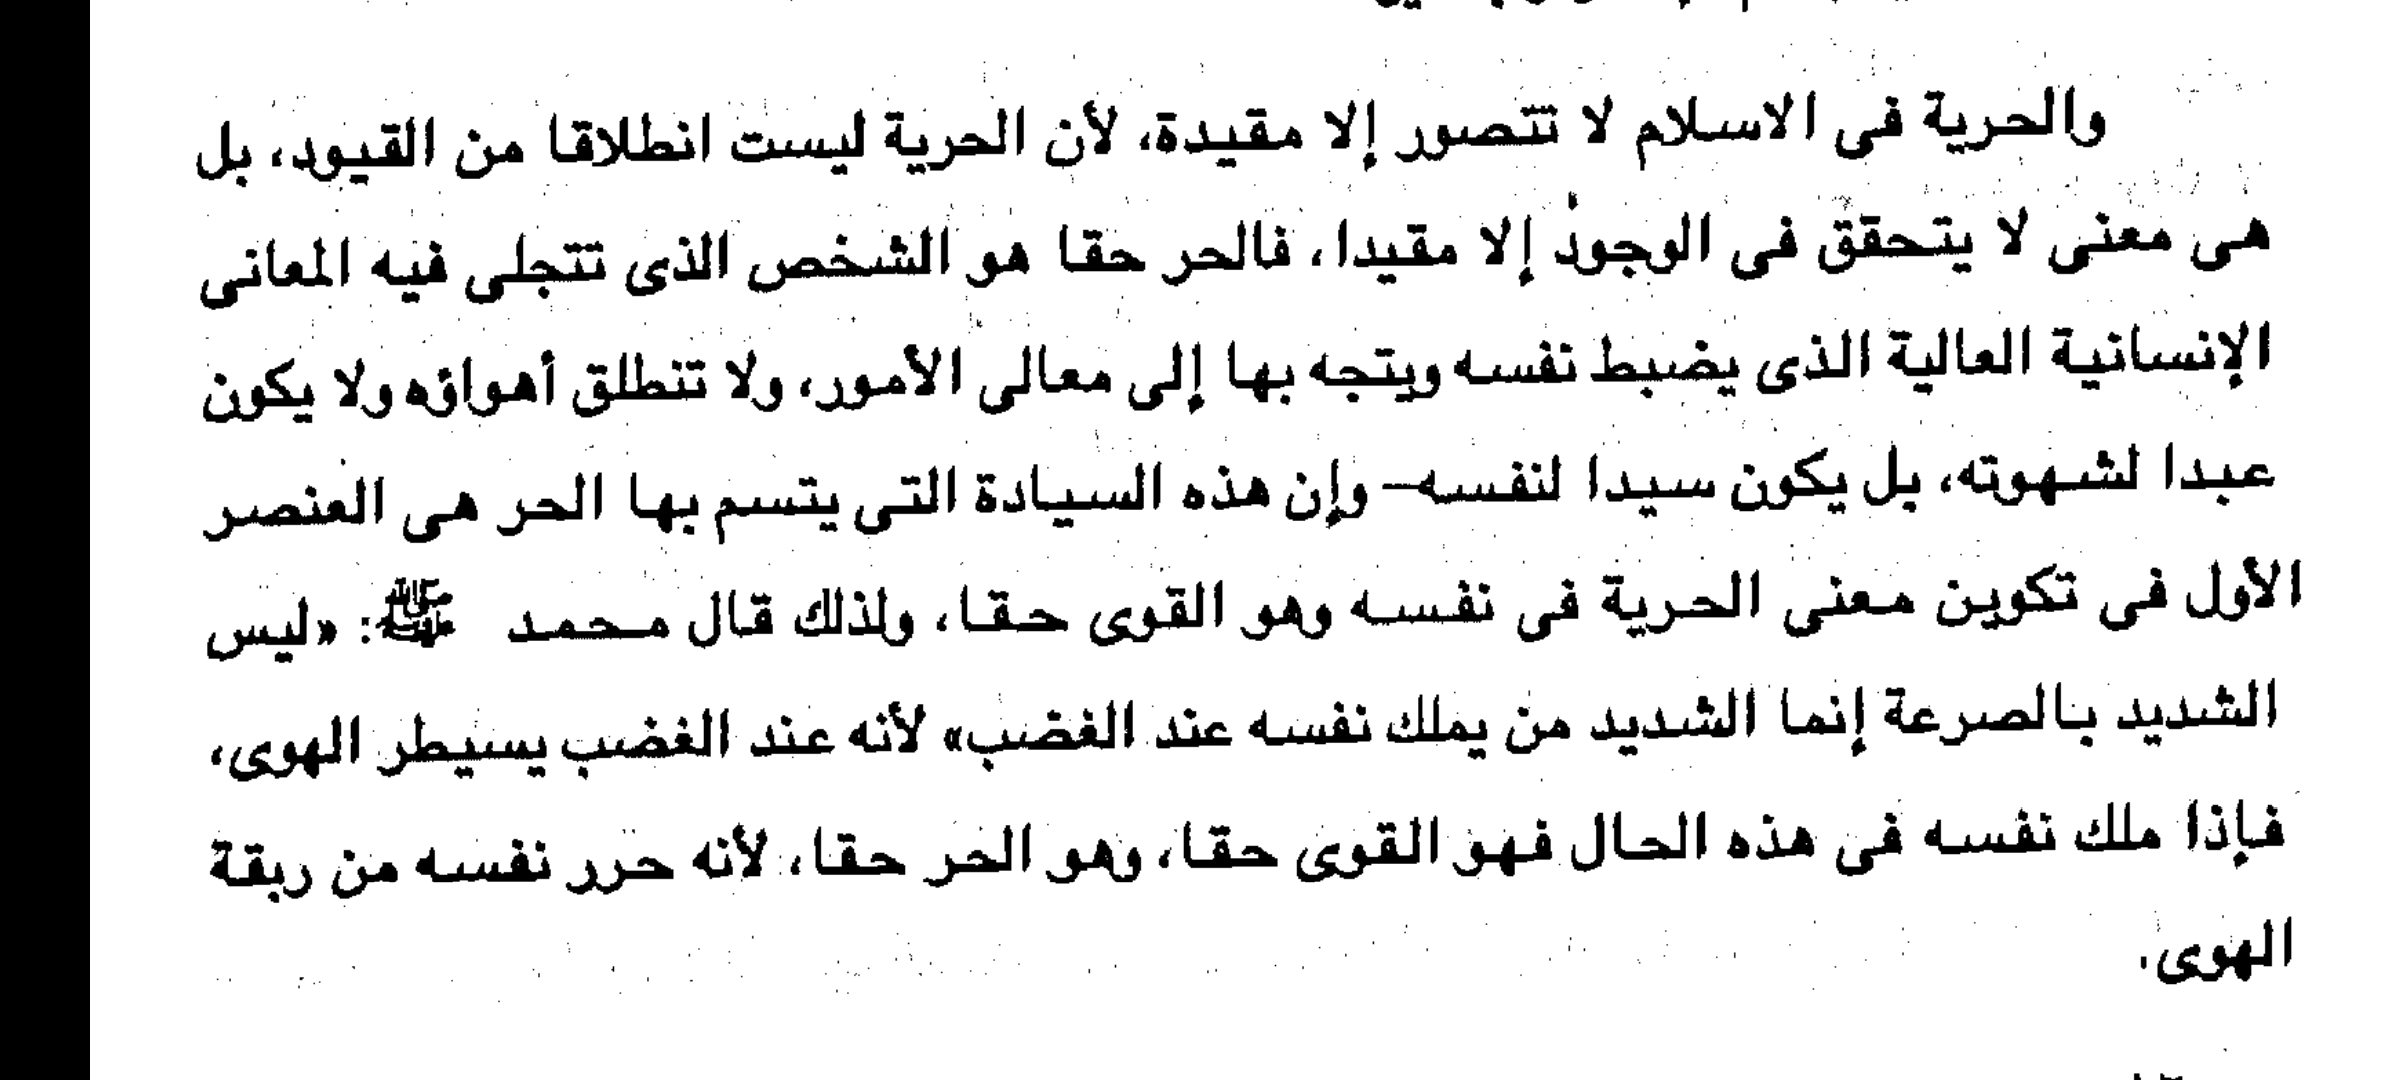 والحرية فى الاسلام لا تتصور إلا مقيدة، لأن الحرية ليست انطلاقا من القيود، بل
هى معنى لا يتحقق فى الوجود إلا مقيدا، فالحر حقا هو الشخص الذى تتجلى فيه المعانى
الإنسانية العالية الذى يضبط نفسه ويتجه بها إلى معالى الأمور، ولا تنطلق أهواؤه ولا يكون
عبدا لشهوته، بل يكون سيدا لنفسه– وإن هذه السيادة التى يتسم بها الحر هى العنصر
الأول فى تكوين معنى الحرية فى نفسه وهو القوى حقا، ولذلك قال محمد ﷺ: «ليس
الشديد بالصرعة إنما الشديد من يملك نفسه عند الغضب» لأنه عند الغضب يسيطر الهوى،
فإذا ملك نفسه فى هذه الحال فهو القوى حقا، وهو الحر حقا، لأنه حرر نفسه من ربقة
الهوى.